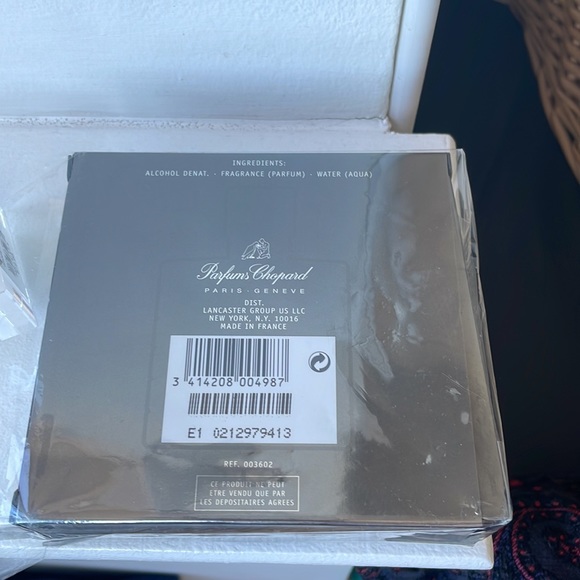 INGREDIENTS:
ALCOHOL DENAT. · FRAGRANCE (PARFUM) · WATER (AQUA)
Parfums Chopard
PARIS · GENEVE
DIST.
LANCASTER GROUP US LLC
NEW YORK, N.Y. 10016
MADE IN FRANCE
3 414208 004987
E1 0212979413
REF. 003602
CE PRODUIT NE PEUT
ETRE VENDU QUE PAR
LES DEPOSITAIRES AGREES